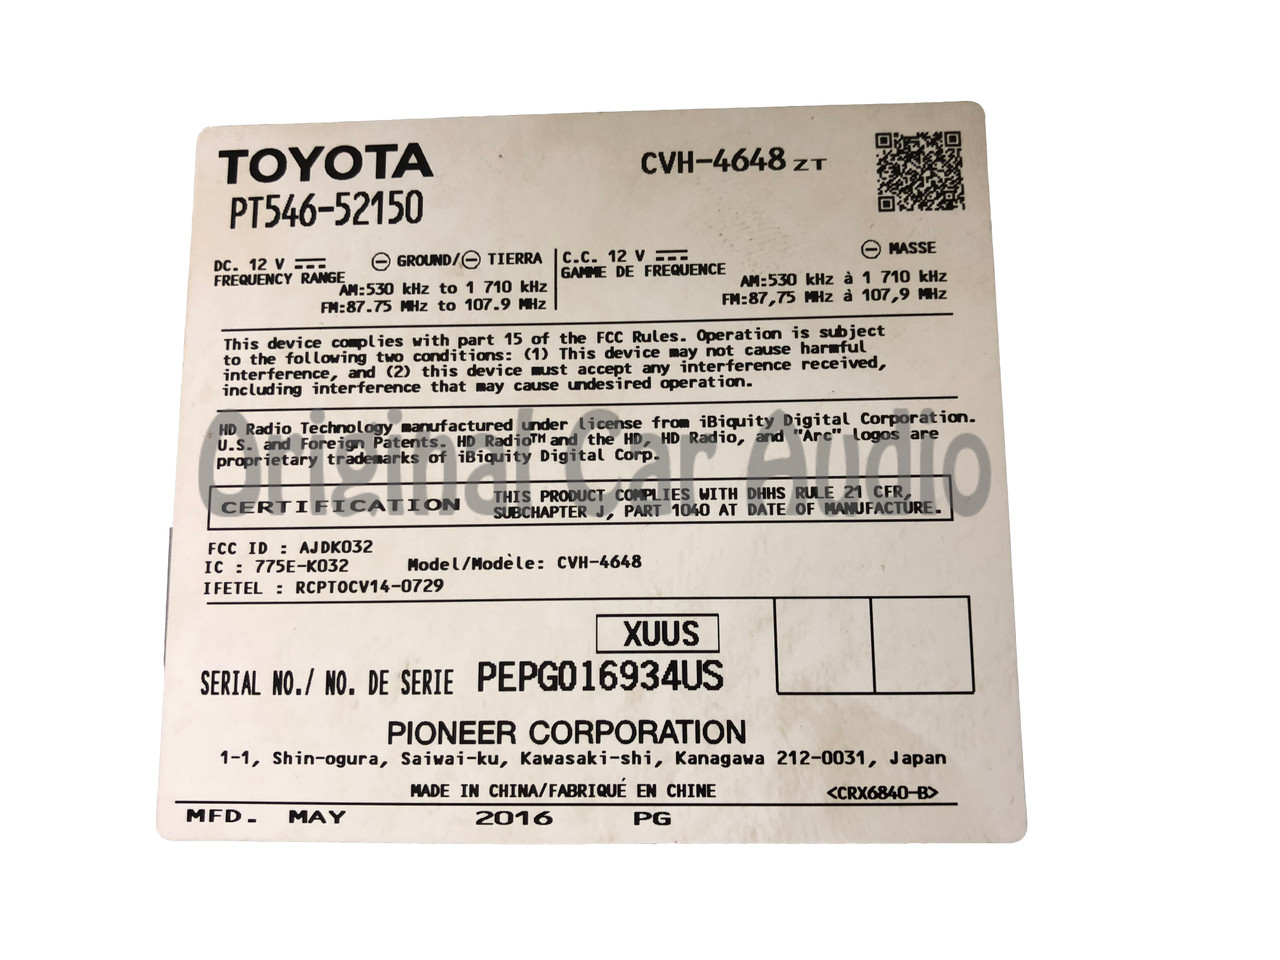 TOYOTA
CVH-4648 ZT
PT546-52150
DC. 12 V ⎓ ⊖ GROUND/⊖ TIERRA
FREQUENCY RANGE
AM:530 kHz to 1 710 kHz
FM:87.75 MHz to 107.9 MHz
C.C. 12 V ⎓ ⊖ MASSE
GAMME DE FREQUENCE
AM:530 kHz à 1 710 kHz
FM:87,75 MHz à 107,9 MHz
This device complies with part 15 of the FCC Rules. Operation is subject
to the following two conditions: (1) This device may not cause harmful
interference, and (2) this device must accept any interference received,
including interference that may cause undesired operation.
HD Radio Technology manufactured under license from iBiquity Digital Corporation.
U.S. and Foreign Patents. HD Radio™ and the HD, HD Radio, and "Arc" logos are
proprietary trademarks of iBiquity Digital Corp.
Original Car Audio
CERTIFICATION
THIS PRODUCT COMPLIES WITH DHHS RULE 21 CFR,
SUBCHAPTER J, PART 1040 AT DATE OF MANUFACTURE.
FCC ID : AJDK032
IC : 775E-K032 Model/Modèle: CVH-4648
IFETEL : RCPTOCV14-0729
XUUS
SERIAL NO./ NO. DE SERIE PEPG016934US
PIONEER CORPORATION
1-1, Shin-ogura, Saiwai-ku, Kawasaki-shi, Kanagawa 212-0031, Japan
MADE IN CHINA/FABRIQUÉ EN CHINE <CRX6840-B>
MFD. MAY 2016 PG